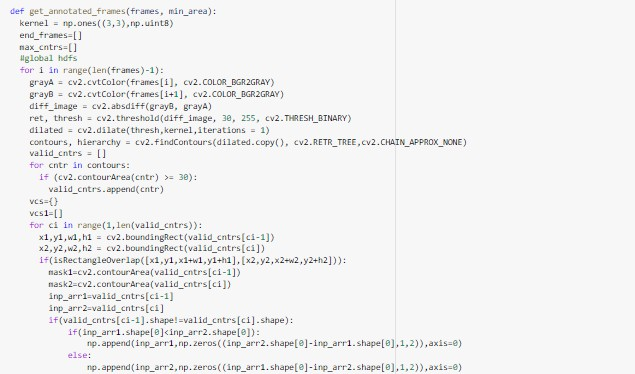 def get_annotated_frames(frames, min_area):
kernel = np.ones((3,3),np.uint8)
end_frames=[]
max_cntrs=[]
#global hdfs
for i in range(len(frames)-1):
grayA = cv2.cvtColor(frames[i], cv2.COLOR_BGR2GRAY)
grayB = cv2.cvtColor(frames[i+1], cv2.COLOR_BGR2GRAY)
diff_image = cv2.absdiff(grayB, grayA)
ret, thresh = cv2.threshold(diff_image, 30, 255, cv2.THRESH_BINARY)
dilated = cv2.dilate(thresh,kernel,iterations = 1)
contours, hierarchy = cv2.findContours(dilated.copy(), cv2.RETR_TREE,cv2.CHAIN_APPROX_NONE)
valid_cntrs = []
for cntr in contours:
if (cv2.contourArea(cntr) >= 30):
valid_cntrs.append(cntr)
vcs={}
vcs1=[]
for ci in range(1,len(valid_cntrs)):
x1,y1,w1,h1 = cv2.boundingRect(valid_cntrs[ci-1])
x2,y2,w2,h2 = cv2.boundingRect(valid_cntrs[ci])
if(isRectangleOverlap([x1,y1,x1+w1,y1+h1],[x2,y2,x2+w2,y2+h2])):
mask1=cv2.contourArea(valid_cntrs[ci-1])
mask2=cv2.contourArea(valid_cntrs[ci])
inp_arr1=valid_cntrs[ci-1]
inp_arr2=valid_cntrs[ci]
if(valid_cntrs[ci-1].shape!=valid_cntrs[ci].shape):
if(inp_arr1.shape[0]<inp_arr2.shape[0]):
np.append(inp_arr1,np.zeros((inp_arr2.shape[0]-inp_arr1.shape[0],1,2)),axis=0)
else:
np.append(inp_arr2,np.zeros((inp_arr1.shape[0]-inp_arr2.shape[0],1,2)),axis=0)